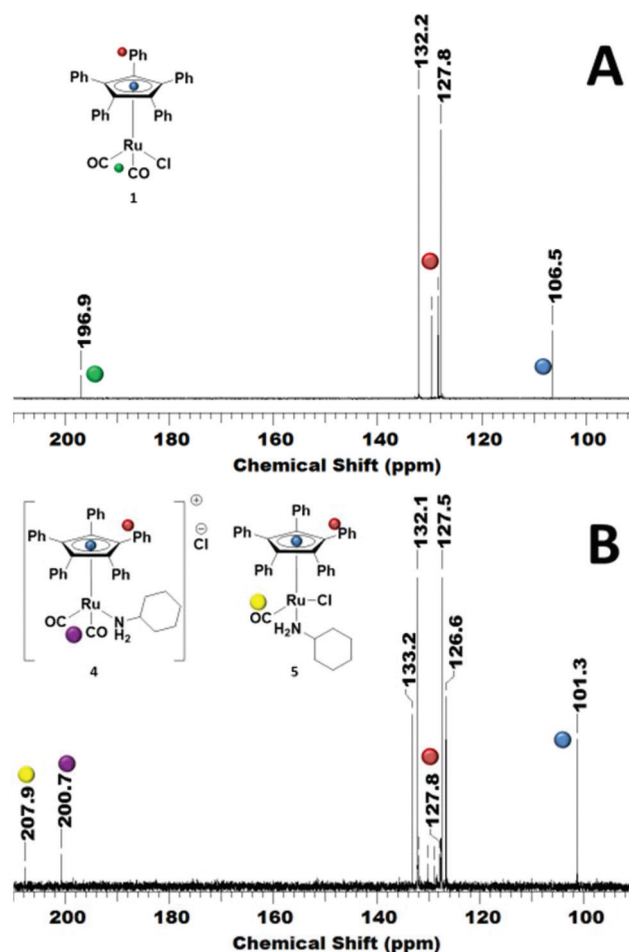 A
Ph
Ph Ph
Ph Ph
Ru
OC Cl
CO
1
132.2
127.8
106.5
196.9
200 180 160 140 120 100
Chemical Shift (ppm)
B
Ph
Ph Ph
Ph Ph
Ru
OC N
CO H2
4
+
- Cl
Ph
Ph Ph
Ph Ph
Ru Cl
OC
H2N
5
207.9
200.7
133.2
132.1
127.8
127.5
126.6
101.3
200 180 160 140 120 100
Chemical Shift (ppm)